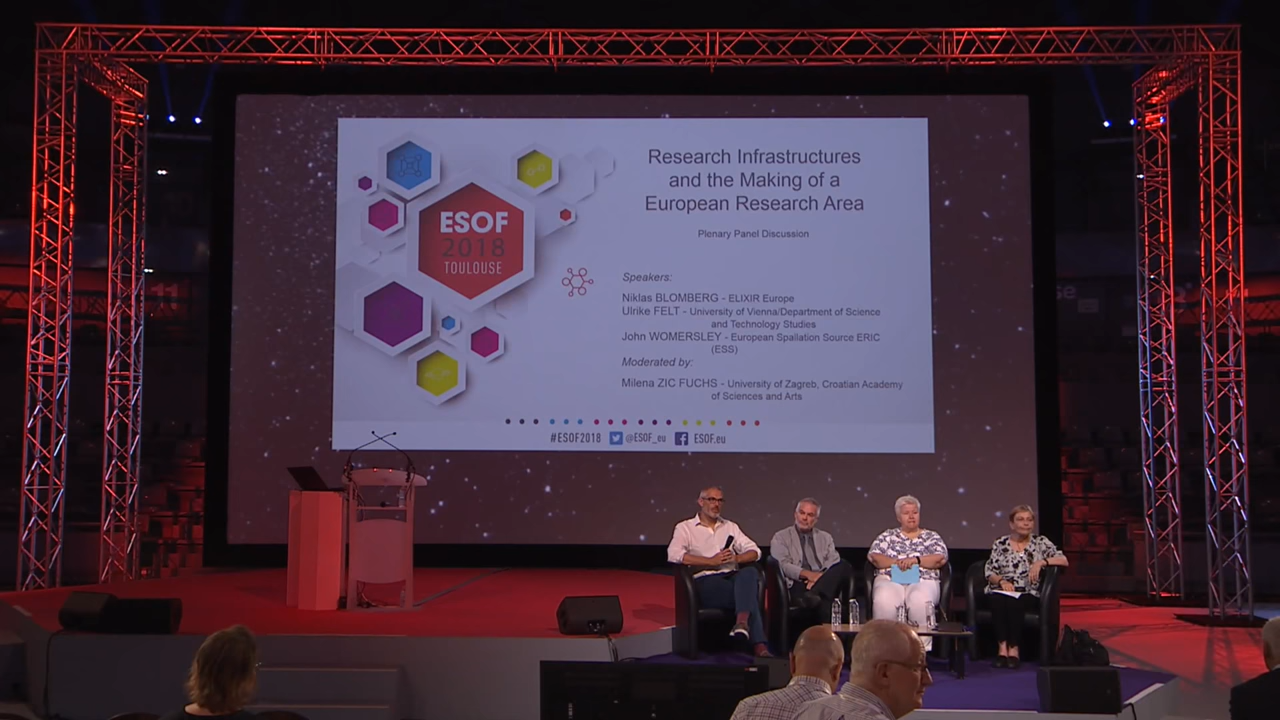 ESOF
2018
TOULOUSE
Research Infrastructures
and the Making of a
European Research Area
Plenary Panel Discussion
Speakers:
Niklas BLOMBERG - ELIXIR Europe
Ulrike FELT - University of Vienna/Department of Science
and Technology Studies
John WOMERSLEY - European Spallation Source ERIC
(ESS)
Moderated by:
Milena ZIC FUCHS - University of Zagreb, Croatian Academy
of Sciences and Arts
#ESOF2018 @ESOF_eu ESOF.eu